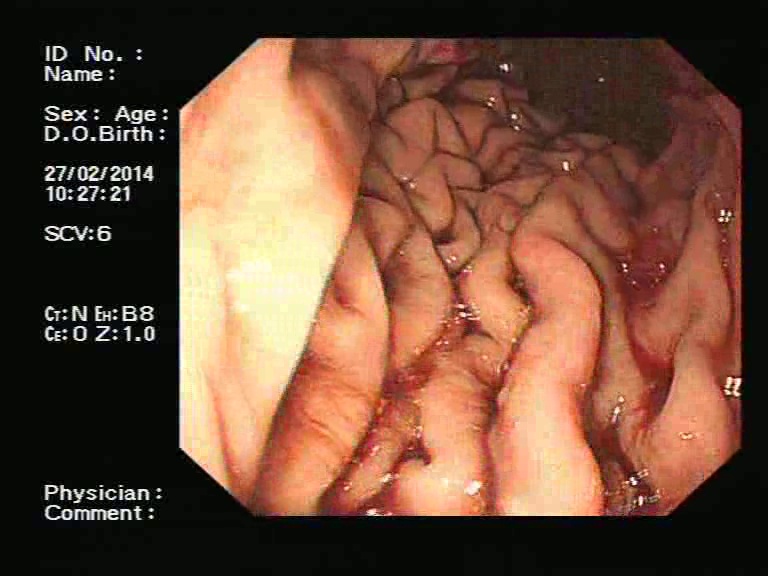 ID No. :
Name :
Sex : Age :
D.O.Birth :
27/02/2014
10:27:21
SCV:6
CT:N EH:B8
CE:0 Z:1.0
Physician :
Comment :